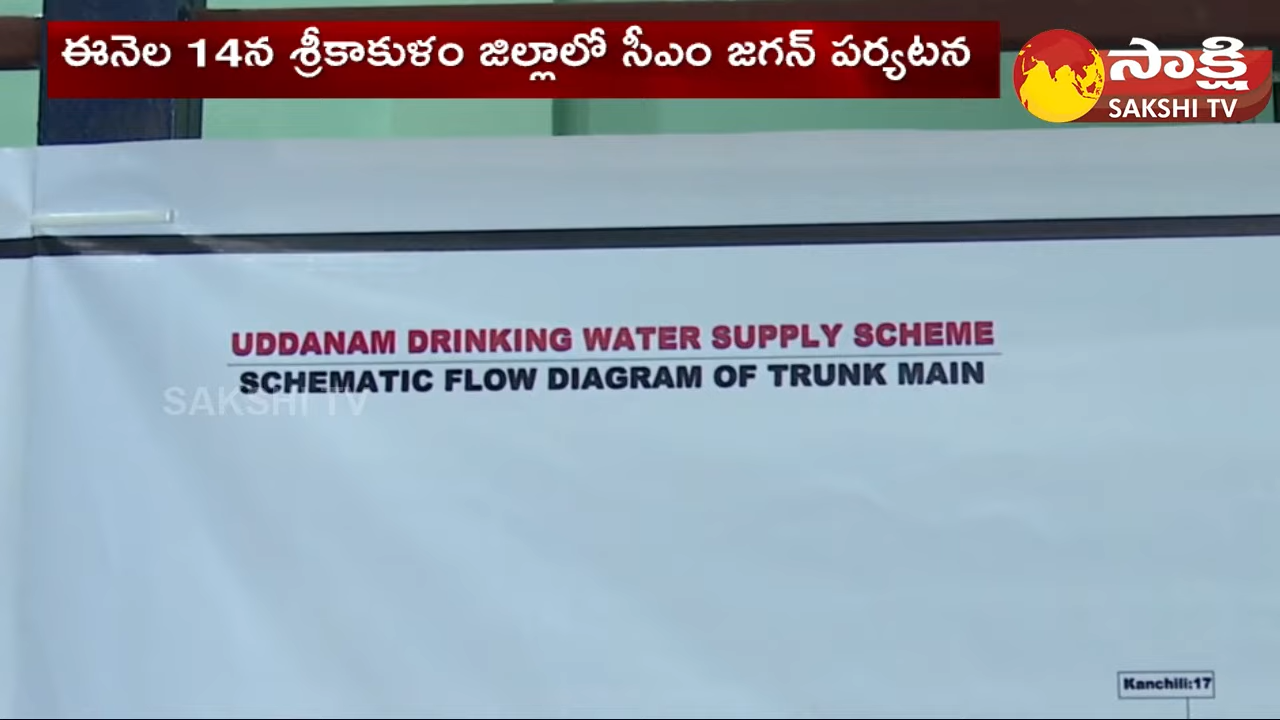 ఈనెల 14న శ్రీకాకుళం జిల్లాలో సీఎం జగన్ పర్యటన
సాక్షి
SAKSHI TV
UDDANAM DRINKING WATER SUPPLY SCHEME
SCHEMATIC FLOW DIAGRAM OF TRUNK MAIN
SAKSHI TV
Kanchili:17